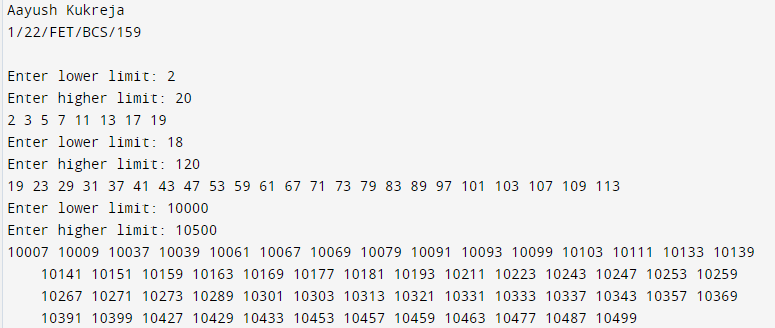 Aayush Kukreja
1/22/FET/BCS/159
Enter lower limit: 2
Enter higher limit: 20
2 3 5 7 11 13 17 19
Enter lower limit: 18
Enter higher limit: 120
19 23 29 31 37 41 43 47 53 59 61 67 71 73 79 83 89 97 101 103 107 109 113
Enter lower limit: 10000
Enter higher limit: 10500
10007 10009 10037 10039 10061 10067 10069 10079 10091 10093 10099 10103 10111 10133 10139
10141 10151 10159 10163 10169 10177 10181 10193 10211 10223 10243 10247 10253 10259
10267 10271 10273 10289 10301 10303 10313 10321 10331 10333 10337 10343 10357 10369
10391 10399 10427 10429 10433 10453 10457 10459 10463 10477 10487 10499